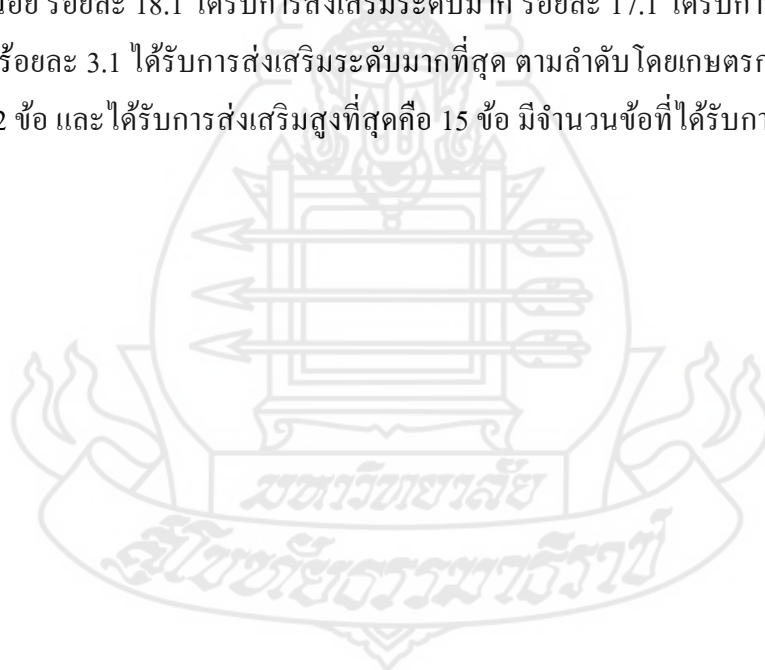 น้อย ร้อยละ 18.1 ได้รับการส่งเสริมระดับมาก ร้อยละ 17.1 ได้รับกา
ร้อยละ 3.1 ได้รับการส่งเสริมระดับมากที่สุด ตามลำดับ โดยเกษตรก
2 ข้อ และได้รับการส่งเสริมสูงที่สุดคือ 15 ข้อ มีจำนวนข้อที่ได้รับกา
มหาวิทยาลัย
สุโขทัยธรรมาธิราช